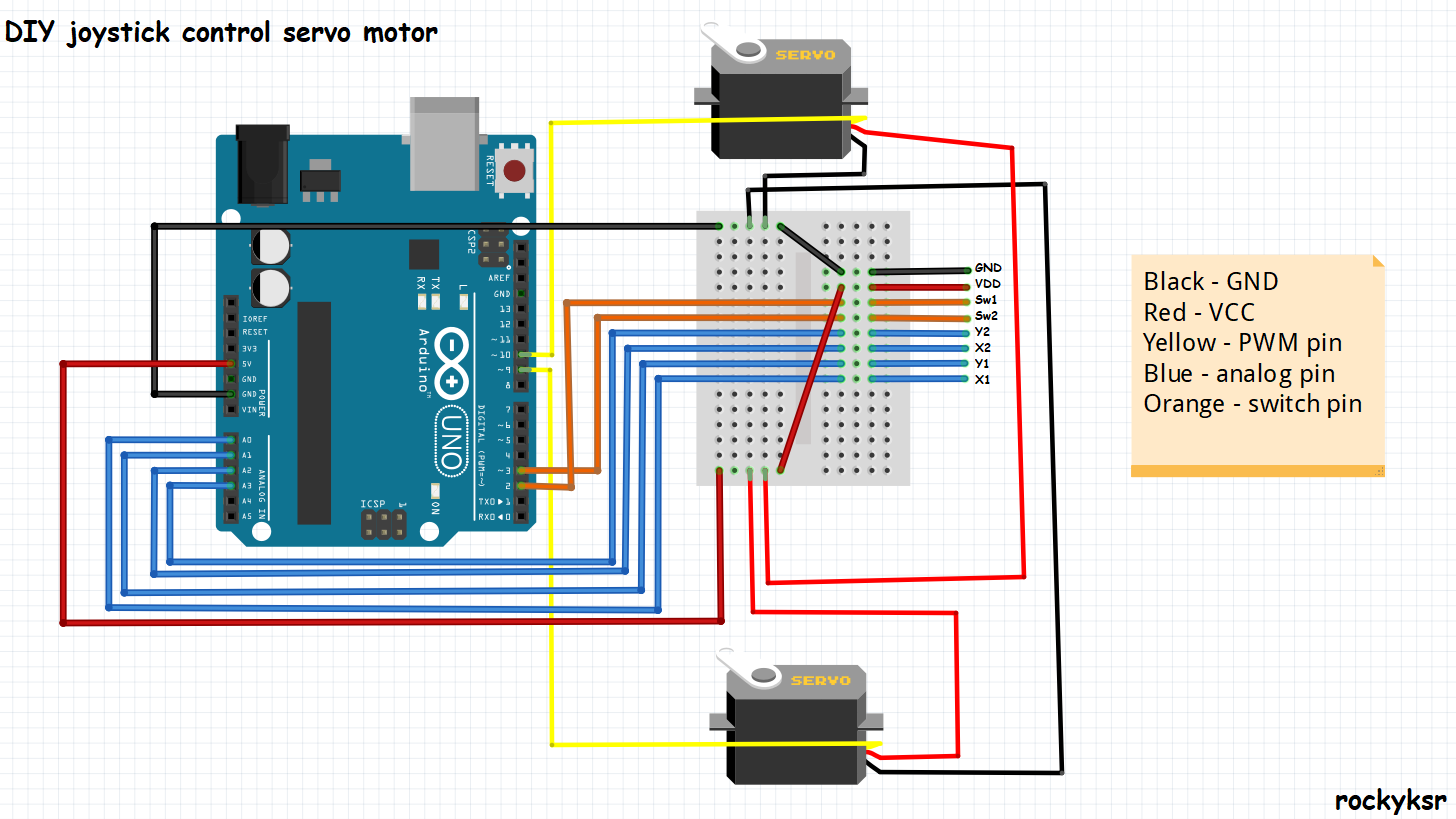 DIY joystick control servo motor
SERVO
RESET
ICSP2
AREF
GND
13
12
~11
~10
~9
8
RX
TX
L
IOREF
RESET
3V3
5V
GND
GND
VIN
POWER
Arduino™
UNO
DIGITAL (PWM=~)
7
~6
~5
4
~3
2
TX0▶1
RX0◀0
A0
A1
A2
A3
A4
A5
ANALOG IN
ICSP
1
ON
GND
VDD
Sw1
Sw2
Y2
X2
Y1
X1
Black - GND
Red - VCC
Yellow - PWM pin
Blue - analog pin
Orange - switch pin
SERVO
rockyksr